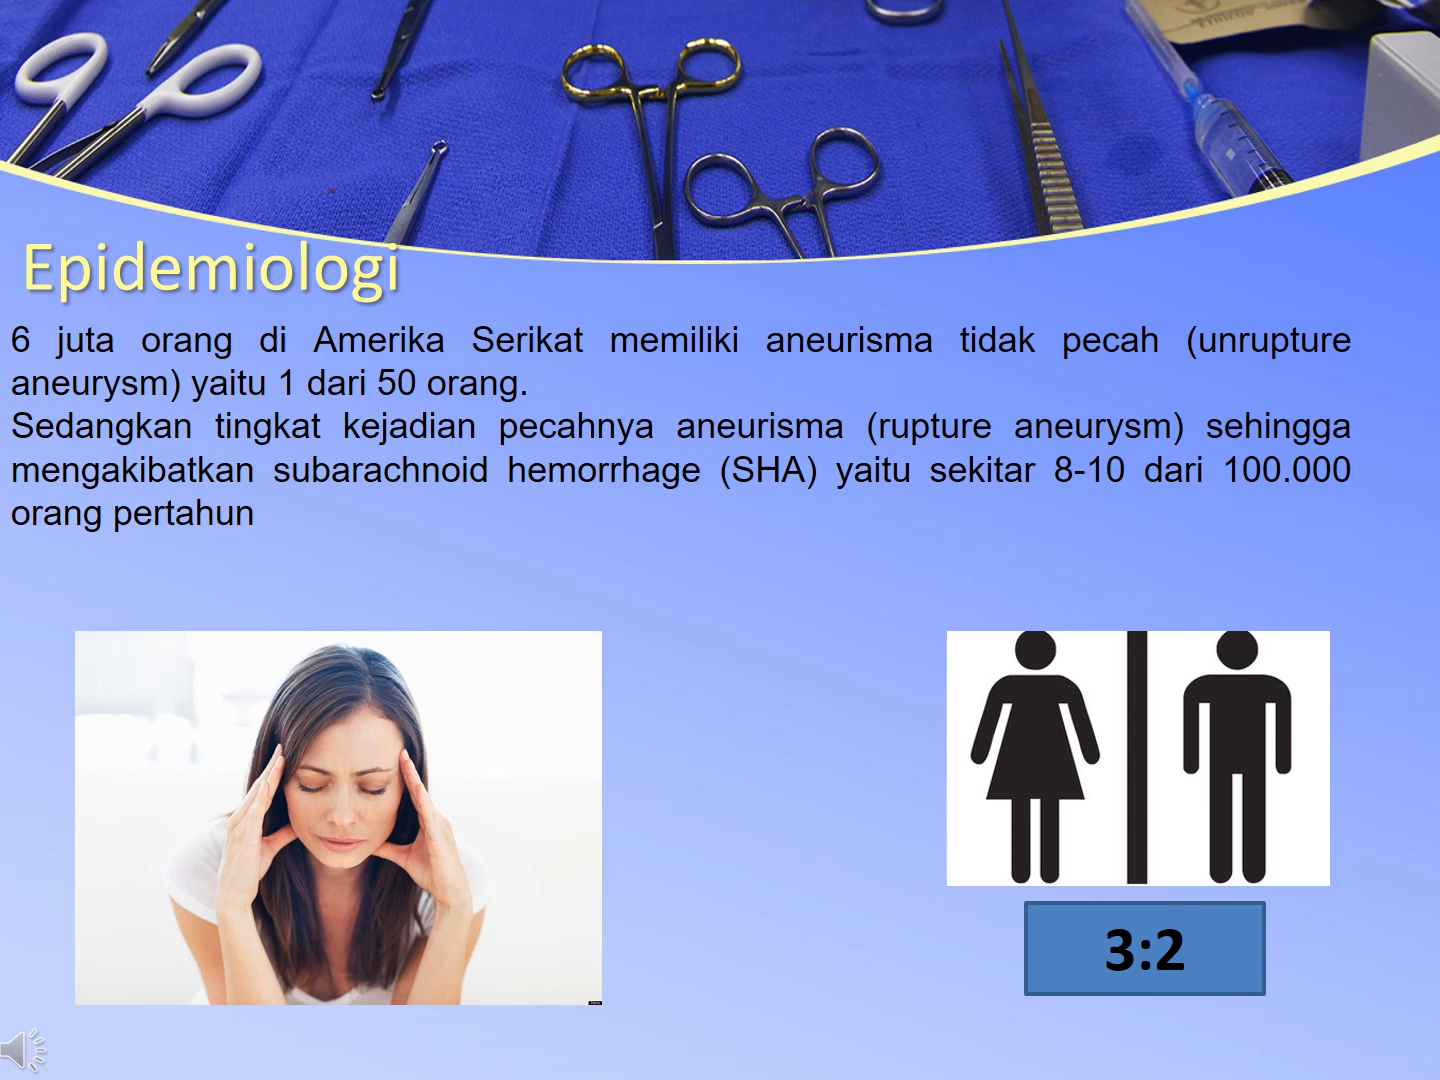 Epidemiologi
6 juta orang di Amerika Serikat memiliki aneurisma tidak pecah (unrupture
aneurysm) yaitu 1 dari 50 orang.
Sedangkan tingkat kejadian pecahnya aneurisma (rupture aneurysm) sehingga
mengakibatkan subarachnoid hemorrhage (SHA) yaitu sekitar 8-10 dari 100.000
orang pertahun
3:2